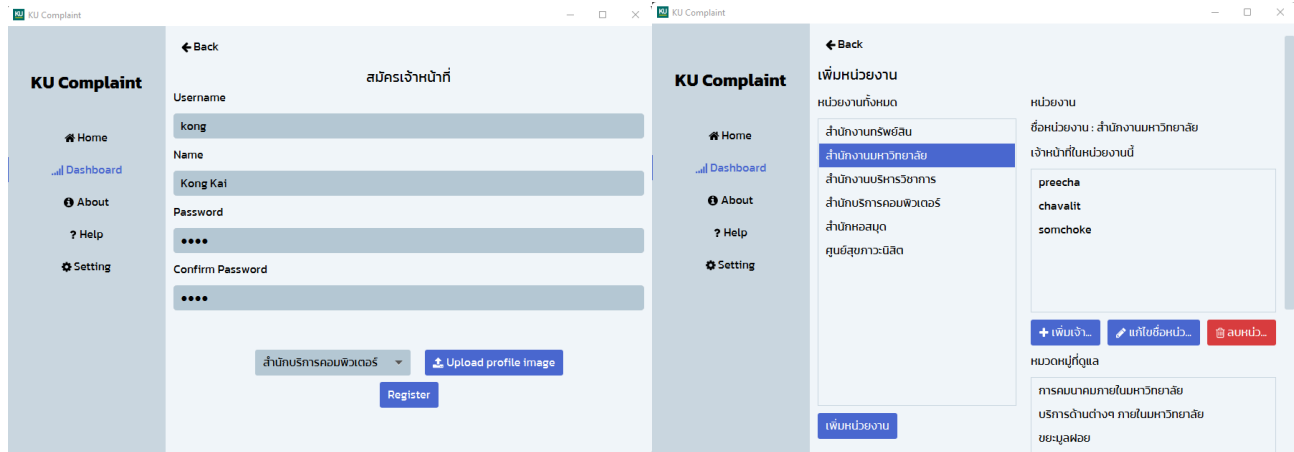 KU Complaint
KU Complaint
Home
Dashboard
About
Help
Setting
Back
สมัครเจ้าหน้าที่
Username
kong
Name
Kong Kai
Password
••••
Confirm Password
••••
สำนักบริการคอมพิวเตอร์
Upload profile image
Register
KU Complaint
KU Complaint
Home
Dashboard
About
? Help
Setting
Back
เพิ่มหน่วยงาน
หน่วยงานทั้งหมด
สำนักงานทรัพย์สิน
สำนักงานมหาวิทยาลัย
สำนักงานบริหารวิชาการ
สำนักบริการคอมพิวเตอร์
สำนักหอสมุด
ศูนย์สุขภาวะนิสิต
เพิ่มหน่วยงาน
หน่วยงาน
ชื่อหน่วยงาน : สำนักงานมหาวิทยาลัย
เจ้าหน้าที่ในหน่วยงานนี้
preecha
chavalit
somchoke
+ เพิ่มเจ้า... แก้ไขชื่อหน่ว... ลบหน่ว...
หมวดหมู่ที่ดูแล
การคมนาคมภายในมหาวิทยาลัย
บริการด้านต่างๆ ภายในมหาวิทยาลัย
ขยะมูลฝอย